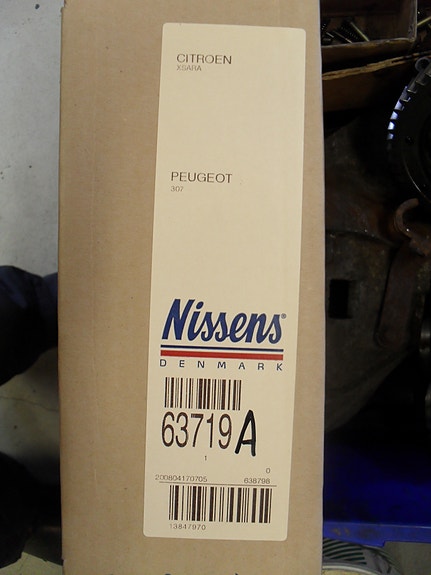 CITROEN
XSARA
PEUGEOT
307
Nissens®
DENMARK
63719A
1
0
200804170705 638798
13847970